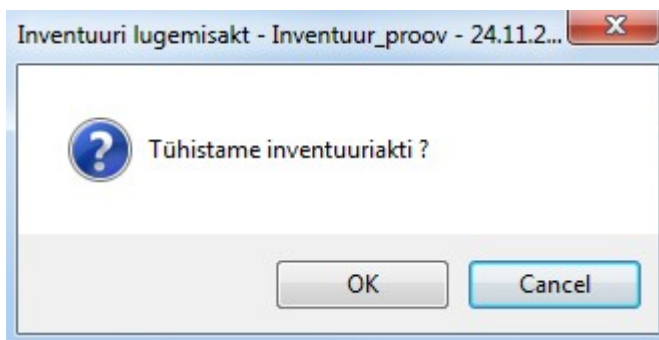 Inventuuri lugemisakt - Inventuur_proov - 24.11.2...
Tühistame inventuuriakti ?
OK Cancel